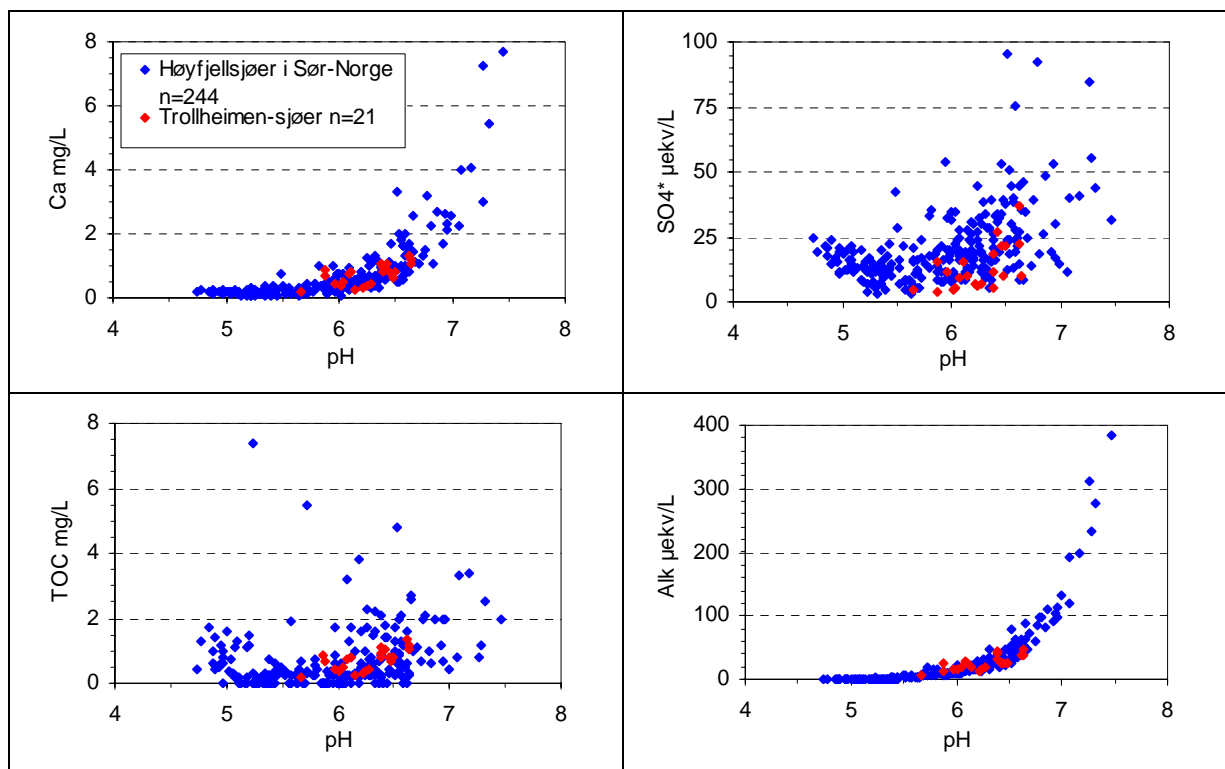 8
6
4
2
0
Ca mg/L
Høyfjellsjøer i Sør-Norge
n=244
Trollheimen-sjøer n=21
4 5 6 7 8
pH
100
75
50
25
0
SO4* µekv/L
4 5 6 7 8
pH
8
6
4
2
0
TOC mg/L
4 5 6 7 8
pH
400
300
200
100
0
Alk µekv/L
4 5 6 7 8
pH